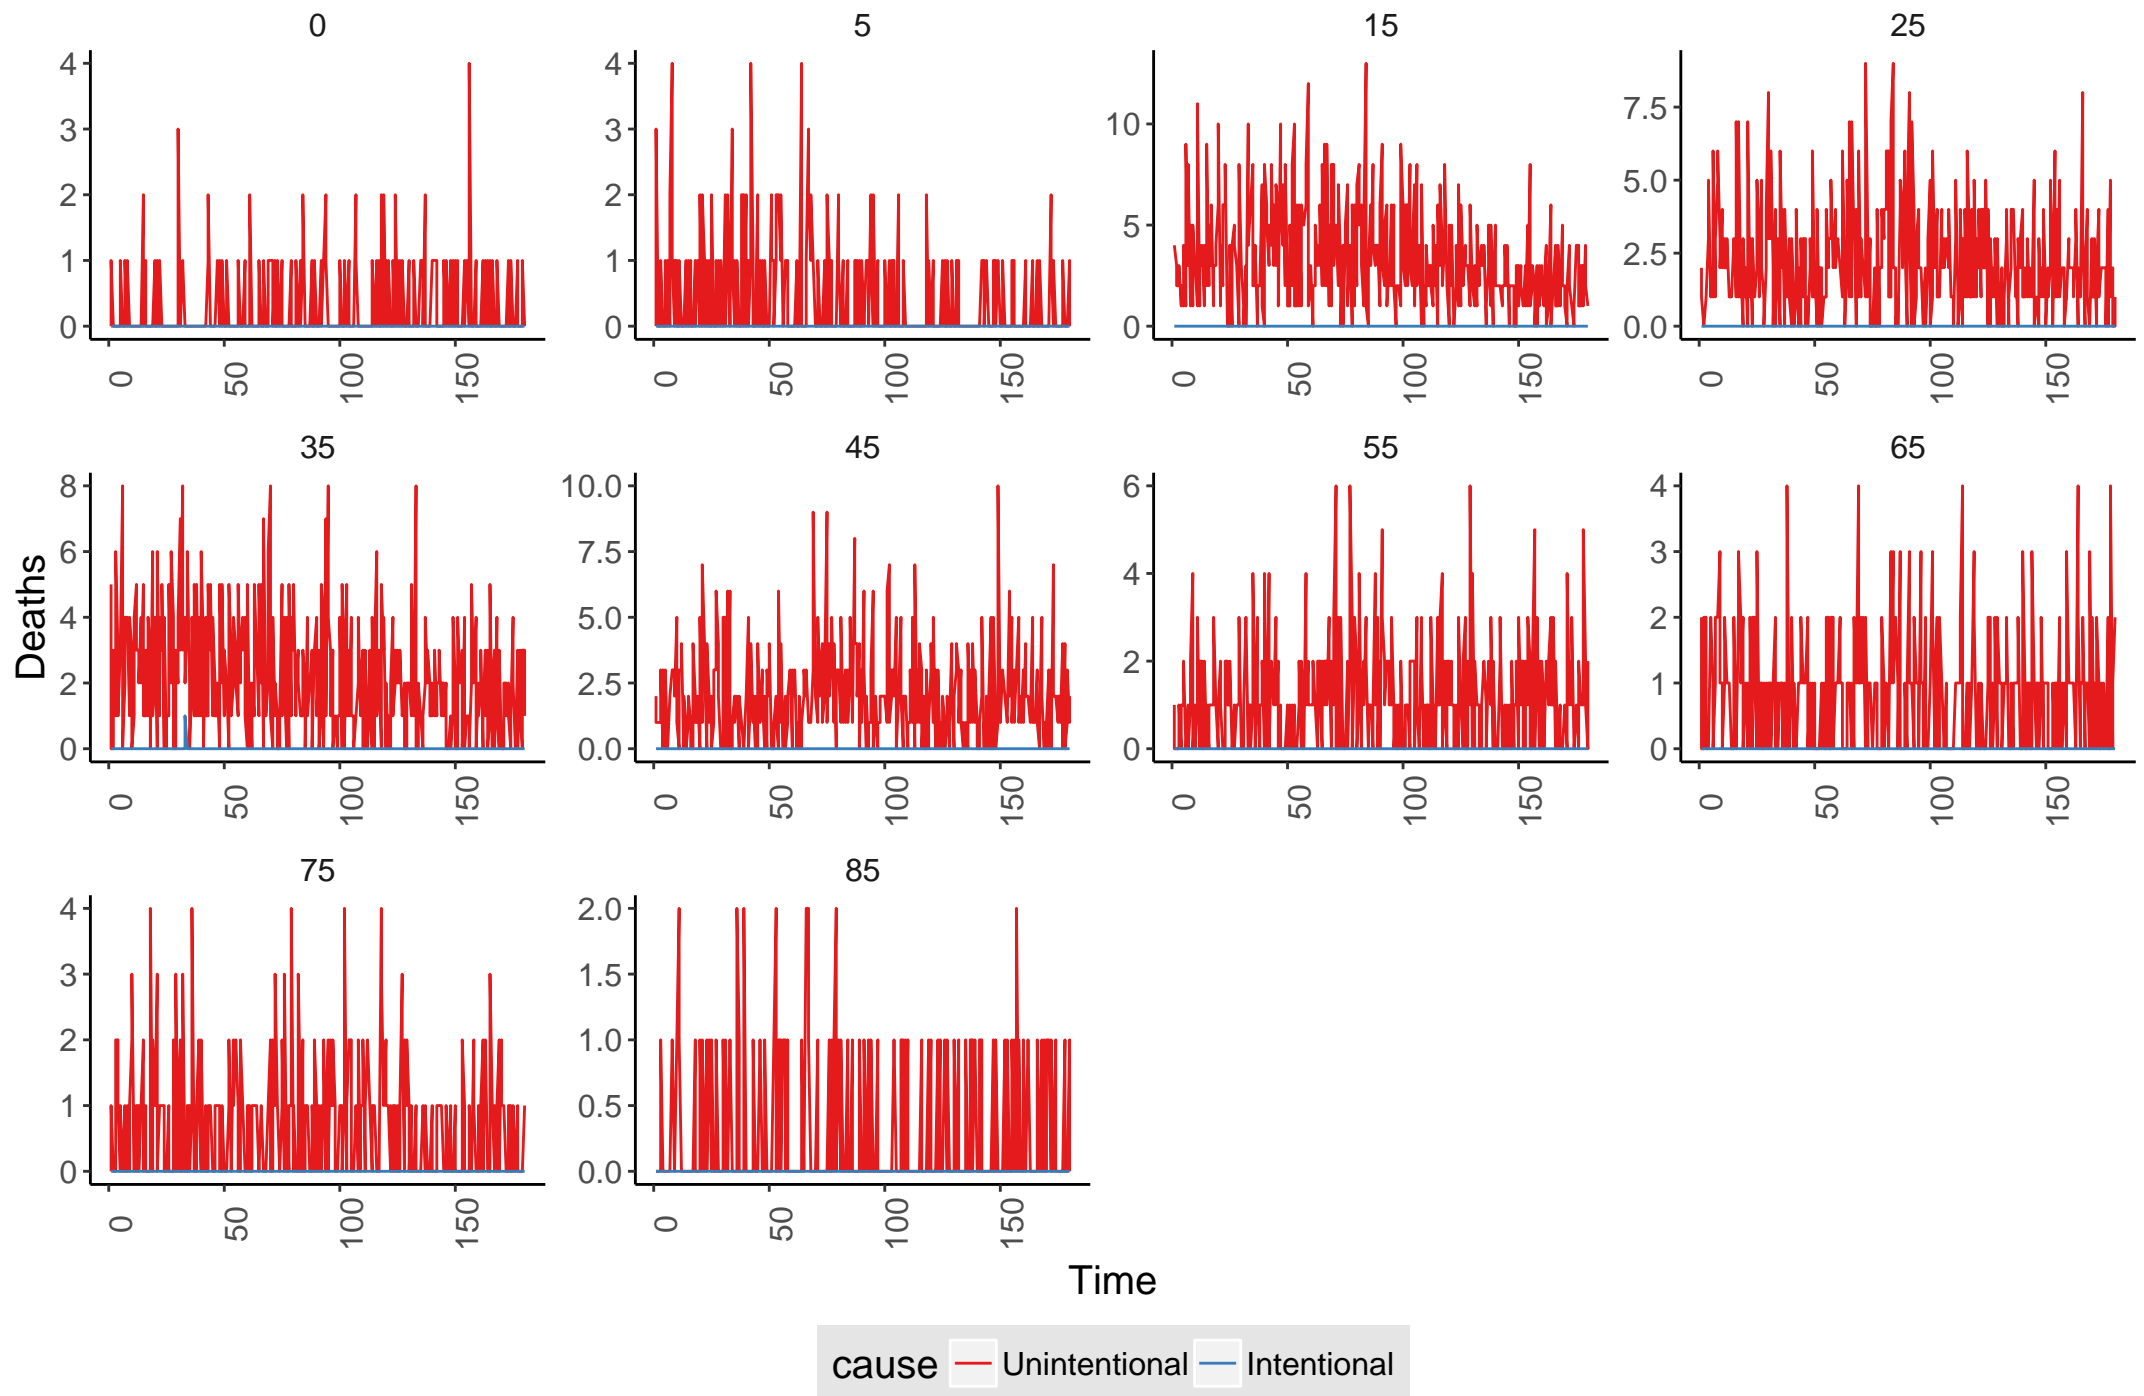 0 5 15 25
4 4 10 7.5
3 3 5 5.0
2 2 0 2.5
1 1 0.0
0 0
0 50 100 150 0 50 100 150 0 50 100 150 0 50 100 150
35 45 55 65
8 10.0 6 4
6 7.5 4 3
4 5.0 2 2
2 2.5 0 1
0 0.0 0
0 50 100 150 0 50 100 150 0 50 100 150 0 50 100 150
Deaths
75 85
4 2.0
3 1.5
2 1.0
1 0.5
0 0.0
0 50 100 150 0 50 100 150
Time
cause Unintentional Intentional